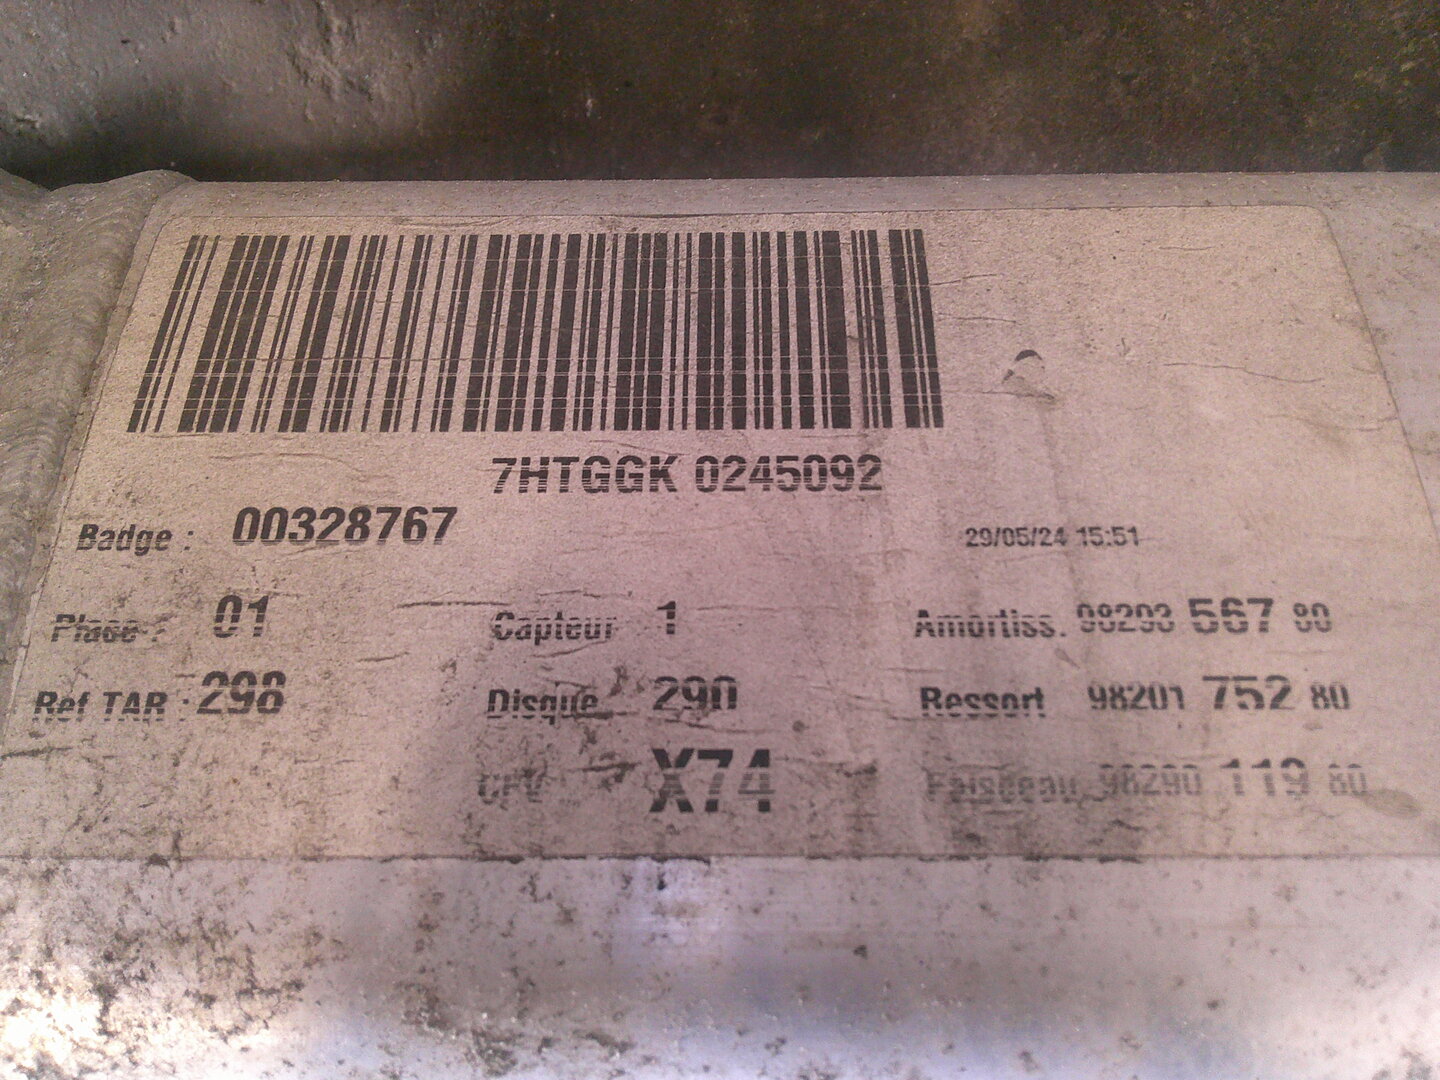 7HTGGK 0245092
Badge : 00328767 29/05/24 15:51
Place : 01 Capteur 1 Amortiss. 98293 567 80
Ref TAR : 298 Disque 290 Ressort 98201 752 80
X74 Faisceau 98290 119 80